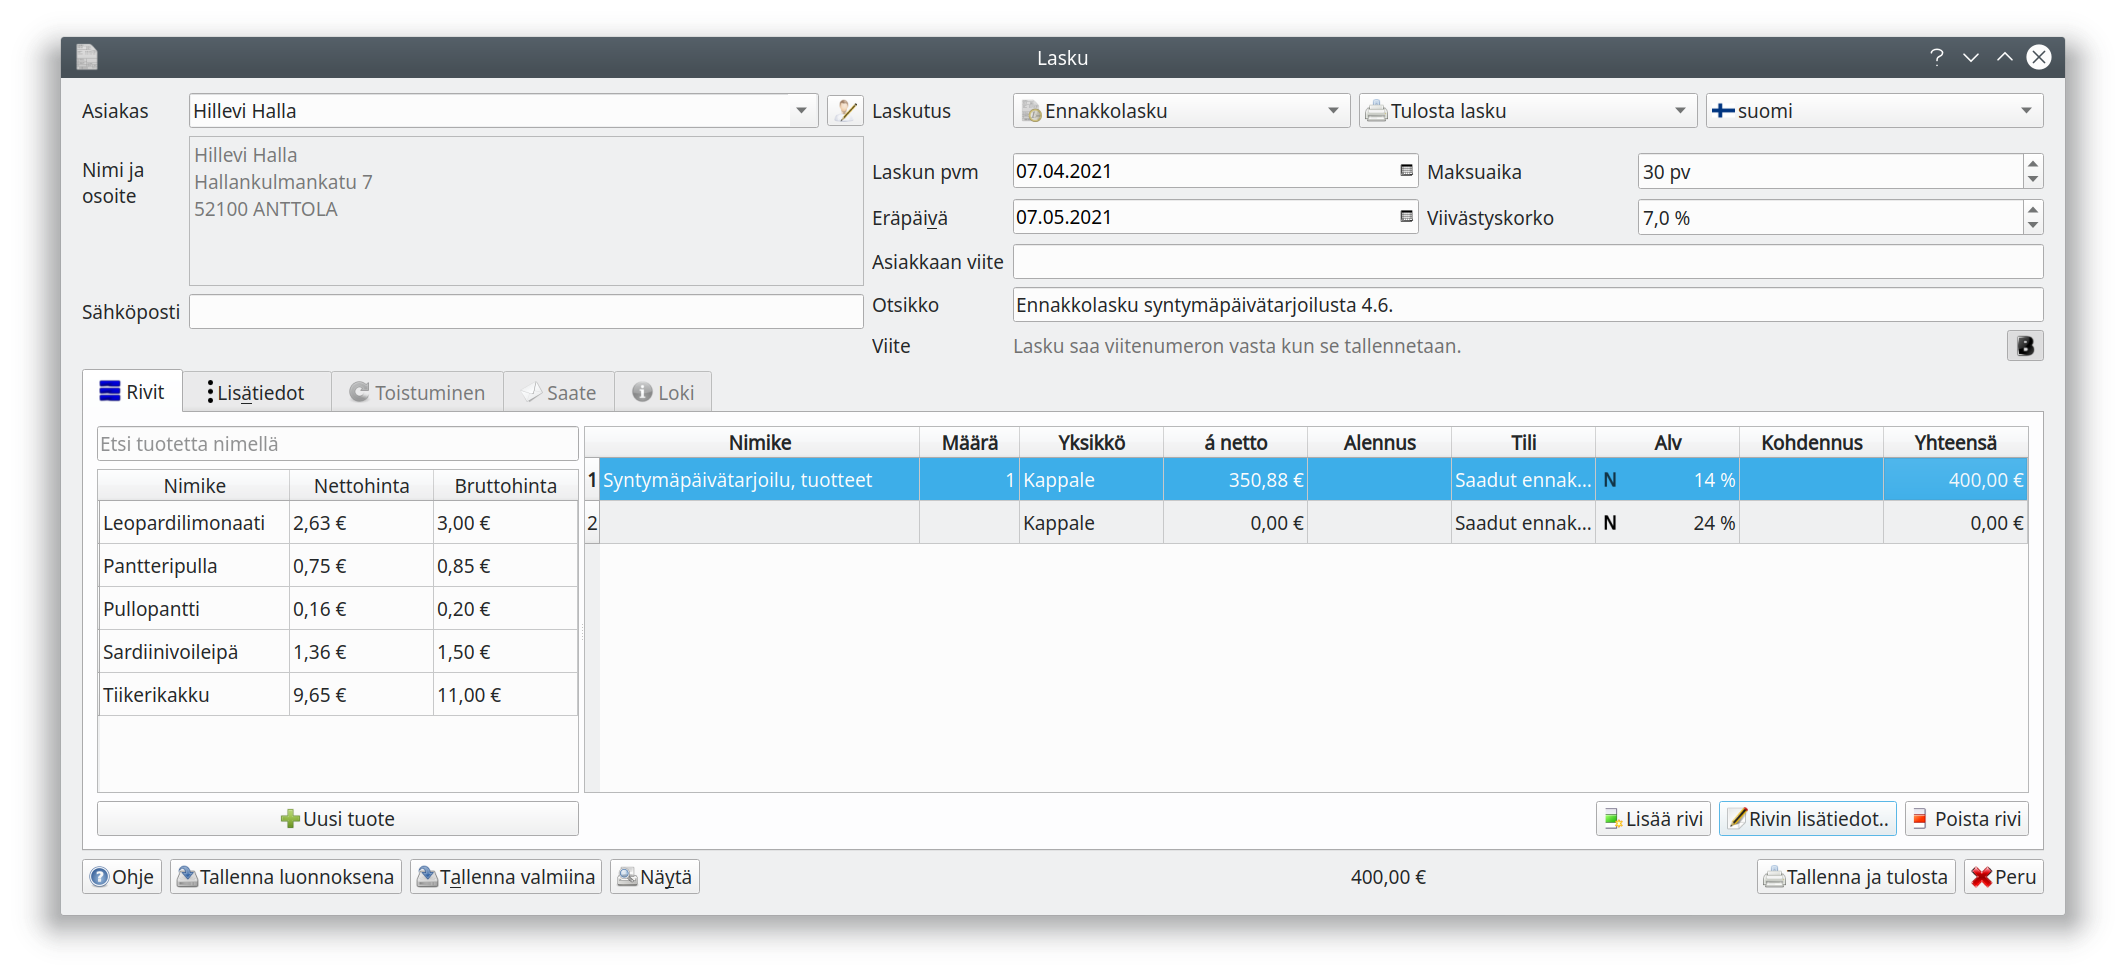 Lasku
Asiakas
Hillevi Halla
Nimi ja
osoite
Hillevi Halla
Hallankulmankatu 7
52100 ANTTOLA
Sähköposti
Laskutus
Ennakkolasku
Tulosta lasku
suomi
Laskun pvm
07.04.2021
Maksuaika
30 pv
Eräpäivä
07.05.2021
Viivästyskorko
7,0 %
Asiakkaan viite
Otsikko
Ennakkolasku syntymäpäivätarjoilusta 4.6.
Viite
Lasku saa viitenumeron vasta kun se tallennetaan.
B
Rivit
Lisätiedot
Toistuminen
Saate
Loki
Etsi tuotetta nimellä
Nimike Nettohinta Bruttohinta
Leopardilimonaati 2,63 € 3,00 €
Pantteripulla 0,75 € 0,85 €
Pullopantti 0,16 € 0,20 €
Sardiinivoileipä 1,36 € 1,50 €
Tiikerikakku 9,65 € 11,00 €
Uusi tuote
Nimike Määrä Yksikkö á netto Alennus Tili Alv Kohdennus Yhteensä
1 Syntymäpäivätarjoilu, tuotteet 1 Kappale 350,88 € Saadut ennak... N 14 % 400,00 €
2 Kappale 0,00 € Saadut ennak... N 24 % 0,00 €
Lisää rivi
Rivin lisätiedot..
Poista rivi
Ohje
Tallenna luonnoksena
Tallenna valmiina
Näytä
400,00 €
Tallenna ja tulosta
Peru